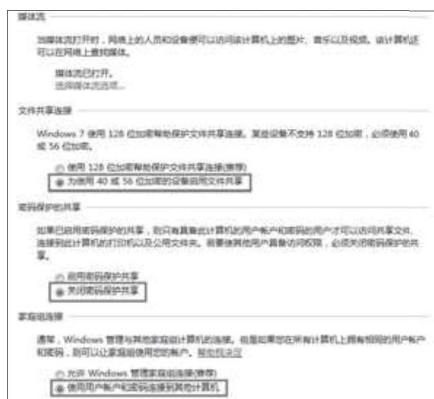 媒体流
当媒体流打开时，网络上的人员和设备便可以访问该计算机上的图片、音乐以及视频。该计算机还
可以在网络上查找媒体。
媒体流已打开。
选择媒体流选项...
文件共享连接
Windows 7 使用 128 位加密帮助保护文件共享连接。某些设备不支持 128 位加密，必须使用 40
或 56 位加密。
使用 128 位加密帮助保护文件共享连接(推荐)
为使用 40 或 56 位加密的设备启用文件共享
密码保护的共享
如果已启用密码保护的共享，则只有具备此计算机的用户帐户和密码的用户才可以访问共享文件、
连接到此计算机的打印机以及公用文件夹。若要使其他用户具备访问权限，必须关闭密码保护的共
享。
启用密码保护共享
关闭密码保护共享
家庭组连接
通常，Windows 管理与其他家庭组计算机的连接。但是如果您在所有计算机上拥有相同的用户帐户
和密码，则可以让家庭组使用您的帐户。帮助我决定
允许 Windows 管理家庭组连接(推荐)
使用用户帐户和密码连接到其他计算机